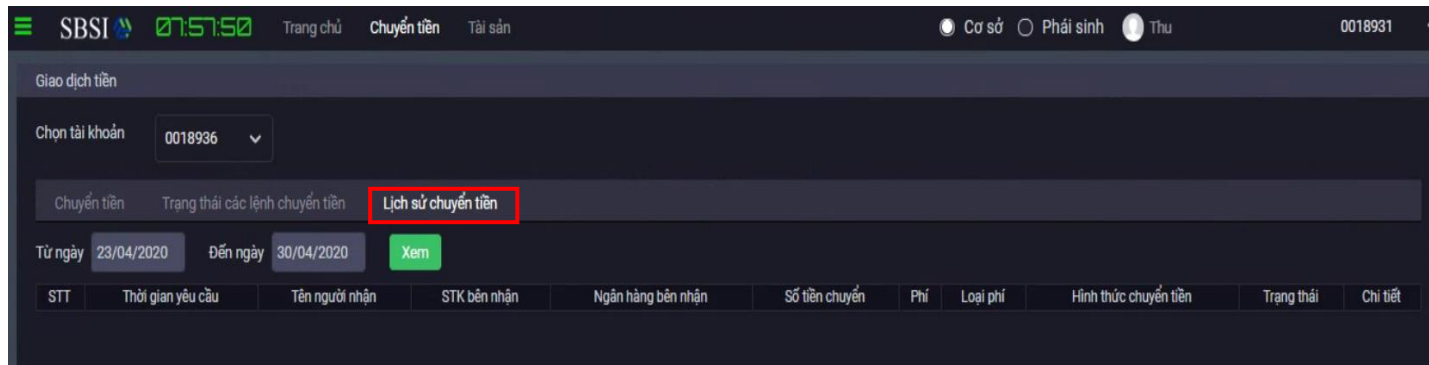 SBSI 07:57:50 Trang chủ Chuyển tiền Tài sản Cơ sở Phái sinh Thu 0018931
Giao dịch tiền
Chọn tài khoản 0018936
Chuyển tiền Trạng thái các lệnh chuyển tiền Lịch sử chuyển tiền
Từ ngày 23/04/2020 Đến ngày 30/04/2020 Xem
STT Thời gian yêu cầu Tên người nhận STK bên nhận Ngân hàng bên nhận Số tiền chuyển Phí Loại phí Hình thức chuyển tiền Trạng thái Chi tiết